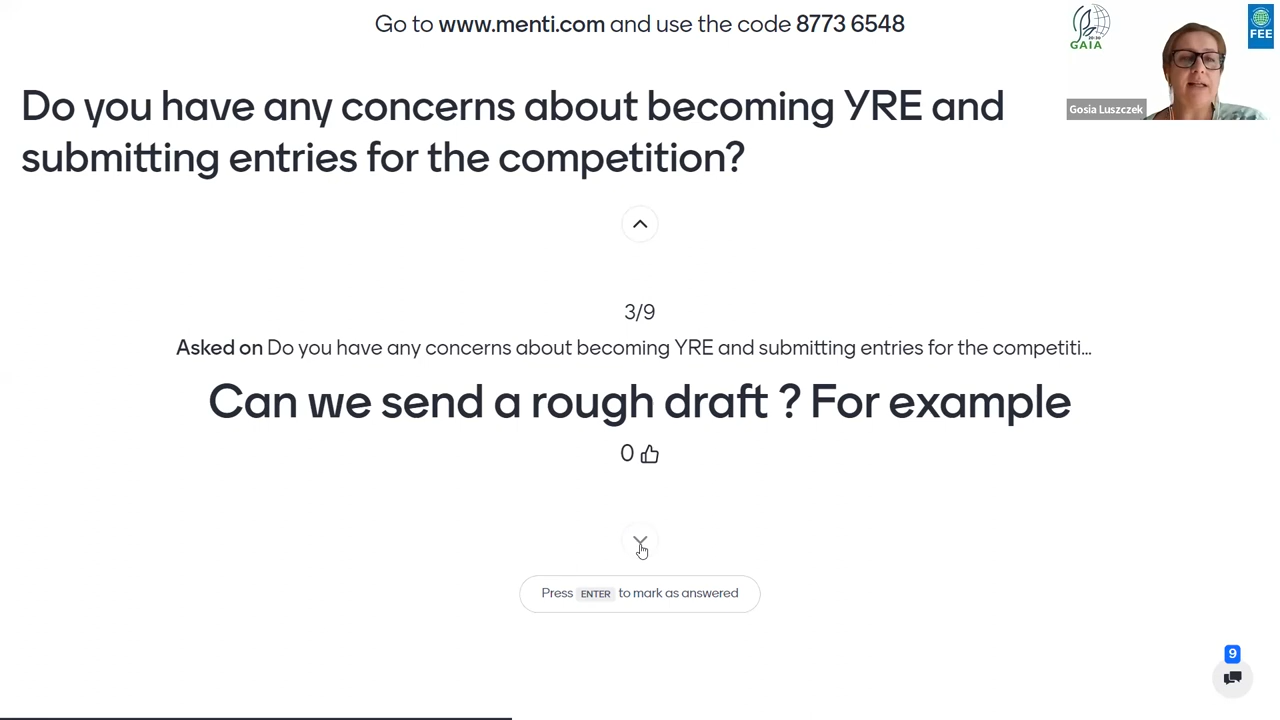 Go to www.menti.com and use the code 8773 6548
GAIA
20:30
FEE
Gosia Luszczek
Do you have any concerns about becoming YRE and
submitting entries for the competition?
3/9
Asked on Do you have any concerns about becoming YRE and submitting entries for the competiti...
Can we send a rough draft ? For example
0
Press ENTER to mark as answered
9